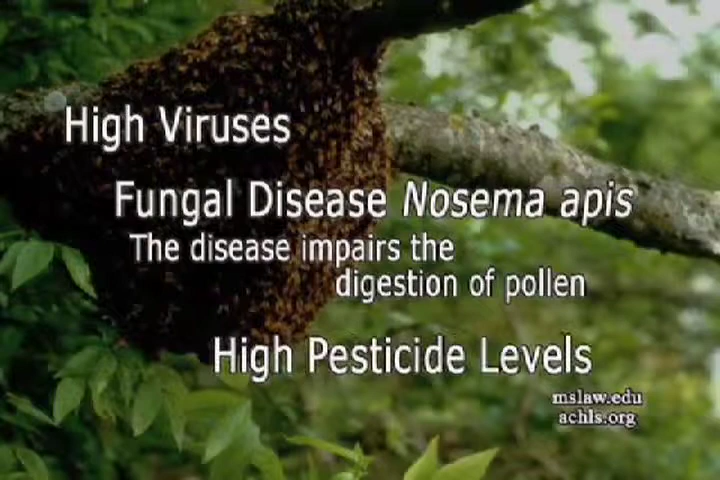 High Viruses
Fungal Disease Nosema apis
The disease impairs the
digestion of pollen
High Pesticide Levels
mslaw.edu
achls.org